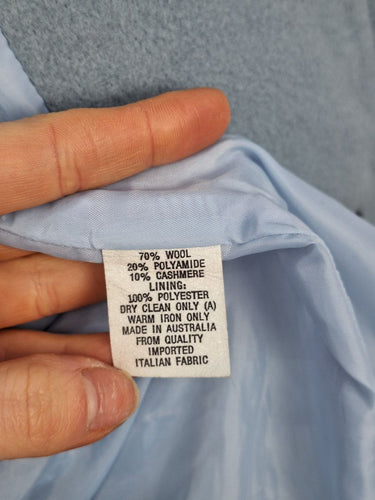 70% WOOL
20% POLYAMIDE
10% CASHMERE
LINING:
100% POLYESTER
DRY CLEAN ONLY (A)
WARM IRON ONLY
MADE IN AUSTRALIA
FROM QUALITY
IMPORTED
ITALIAN FABRIC